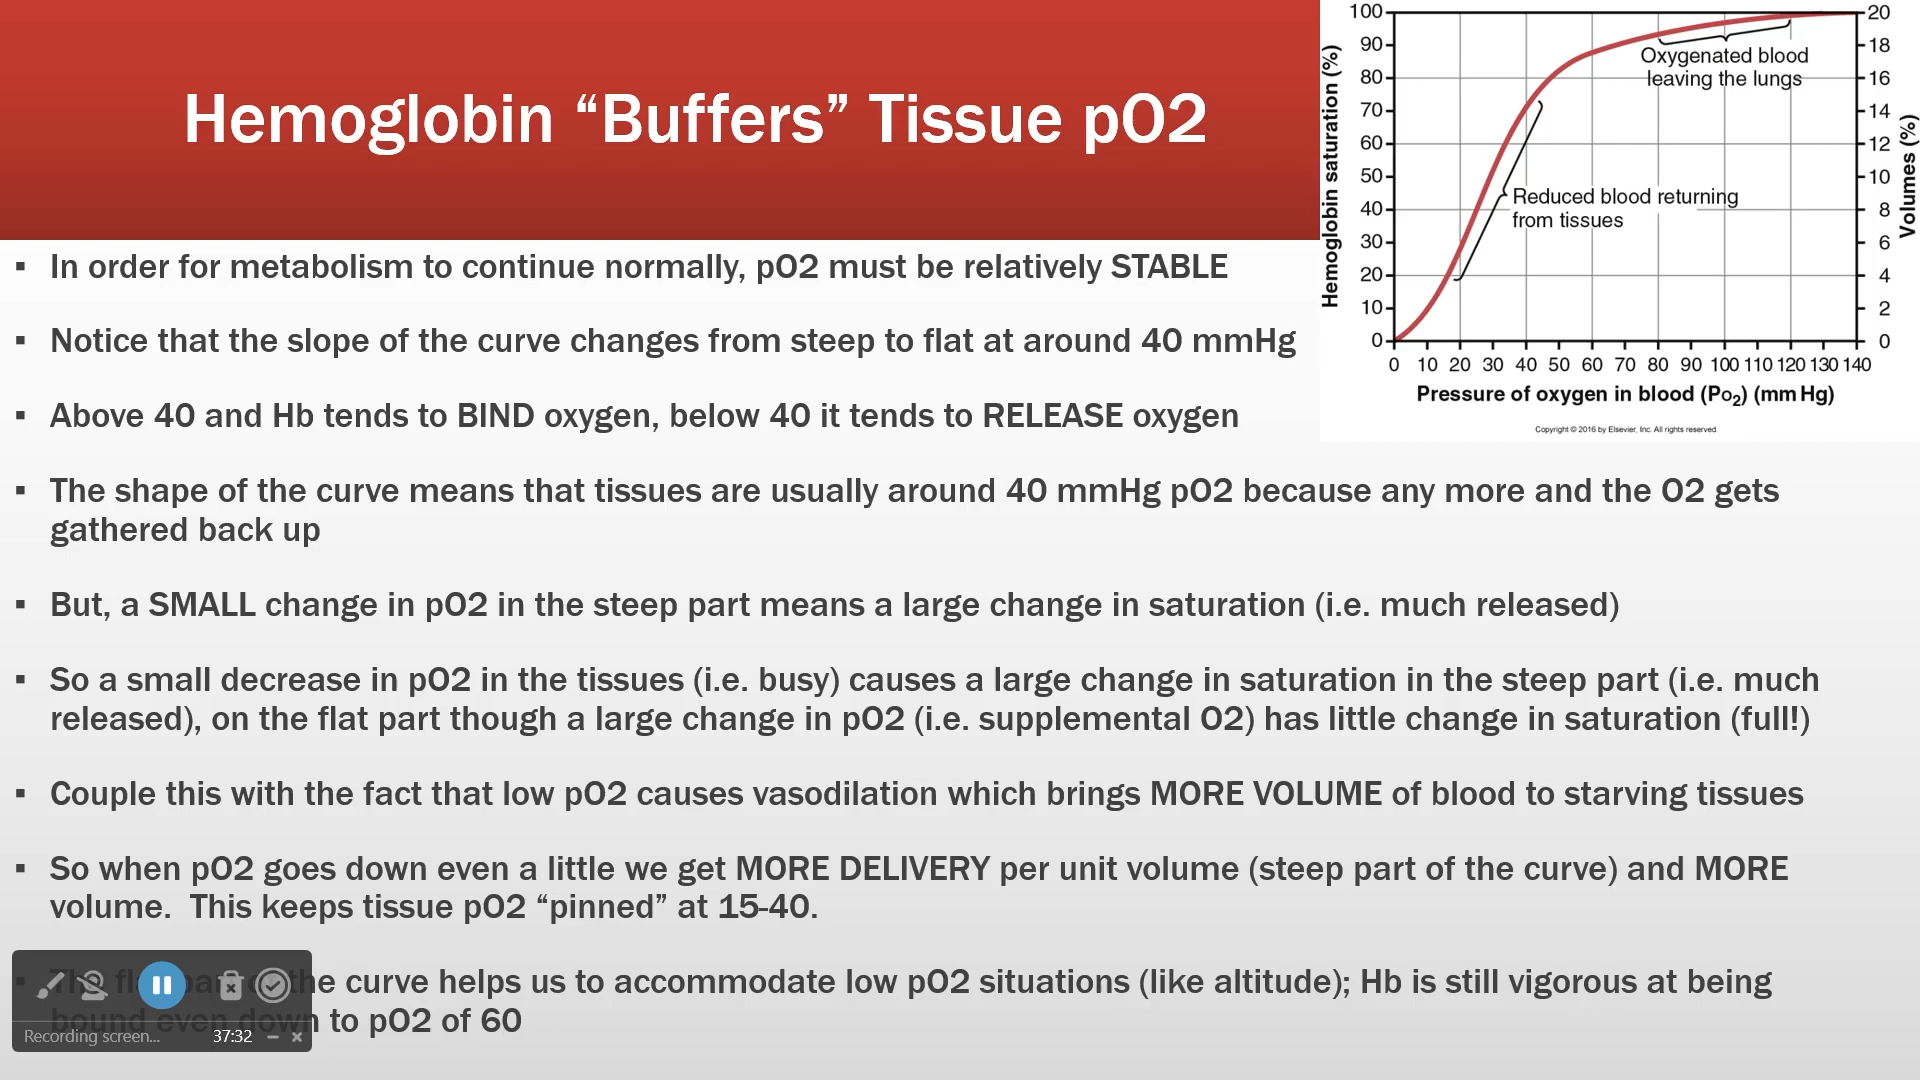 Hemoglobin “Buffers” Tissue pO2
▪ In order for metabolism to continue normally, pO2 must be relatively STABLE
▪ Notice that the slope of the curve changes from steep to flat at around 40 mmHg
▪ Above 40 and Hb tends to BIND oxygen, below 40 it tends to RELEASE oxygen
▪ The shape of the curve means that tissues are usually around 40 mmHg pO2 because any more and the O2 gets
gathered back up
▪ But, a SMALL change in pO2 in the steep part means a large change in saturation (i.e. much released)
▪ So a small decrease in pO2 in the tissues (i.e. busy) causes a large change in saturation in the steep part (i.e. much
released), on the flat part though a large change in pO2 (i.e. supplemental O2) has little change in saturation (full!)
▪ Couple this with the fact that low pO2 causes vasodilation which brings MORE VOLUME of blood to starving tissues
▪ So when pO2 goes down even a little we get MORE DELIVERY per unit volume (steep part of the curve) and MORE
volume. This keeps tissue pO2 “pinned” at 15-40.
▪ The flat part of the curve helps us to accommodate low pO2 situations (like altitude); Hb is still vigorous at being
bound even down to pO2 of 60
Recording screen... 37:32
Hemoglobin saturation (%)
100
90
80
70
60
50
40
30
20
10
0
Oxygenated blood
leaving the lungs
Reduced blood returning
from tissues
20
18
16
14
12
10
8
6
4
2
0
Volumes (%)
0 10 20 30 40 50 60 70 80 90 100 110 120 130 140
Pressure of oxygen in blood (Po2) (mm Hg)
Copyright © 2016 by Elsevier, Inc. All rights reserved.